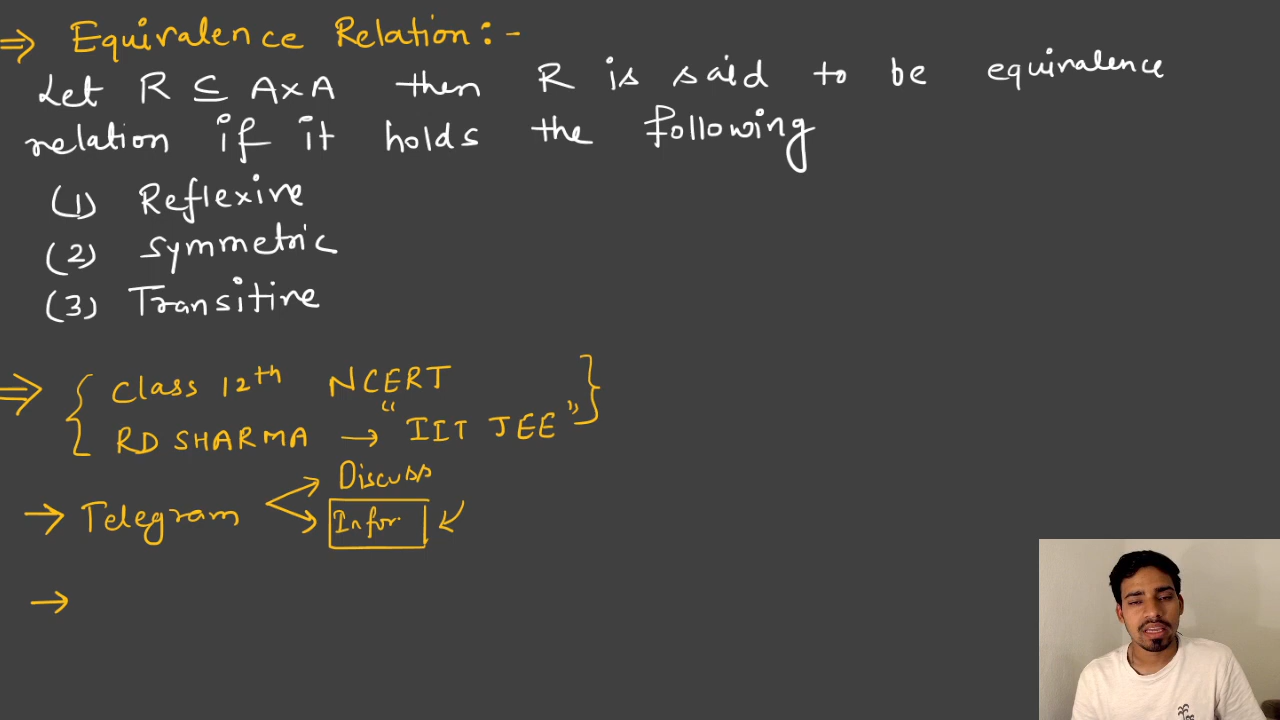 ⇒ Equivalence Relation:-
Let R ⊆ A×A then R is said to be equivalence
relation if it holds the following
(1) Reflexive
(2) Symmetric
(3) Transitive
⇒ { Class 12th NCERT
RD SHARMA → "IIT JEE" }
Discuss
→ Telegram
Infor.
→